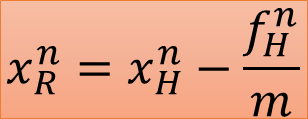 x_R^n = x_H^n − f_H^n / m